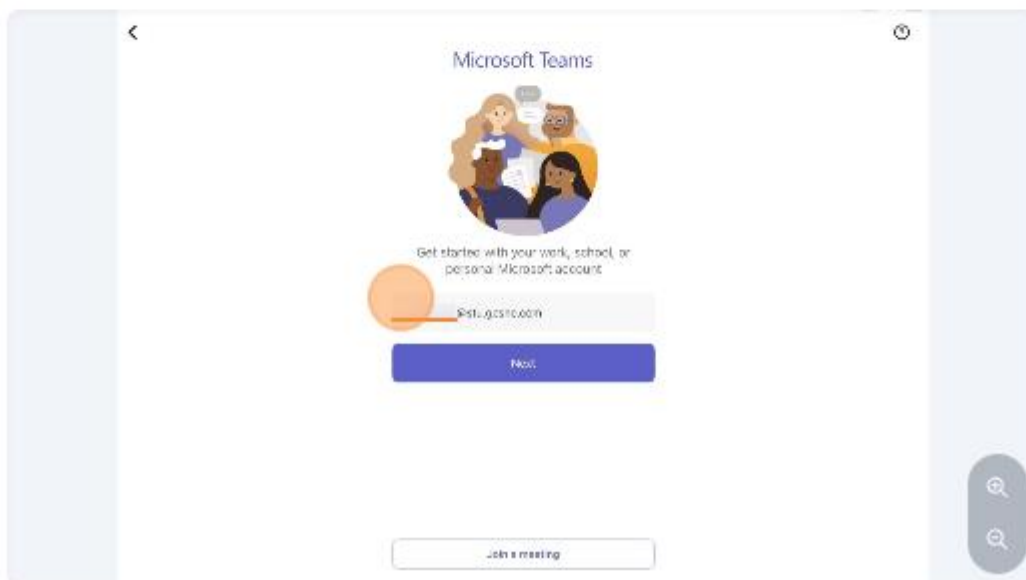 Microsoft Teams
Get started with your work, school, or
personal Microsoft account
@stu.gcsnc.com
Next
Join a meeting